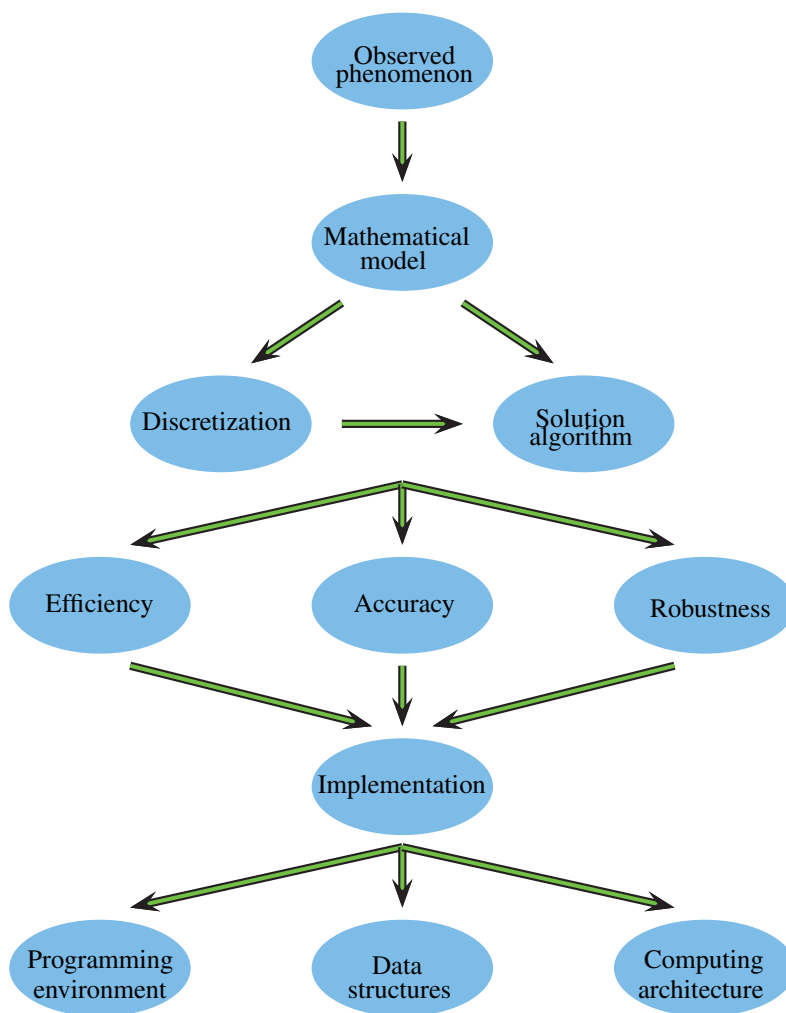 Observed
phenomenon
Mathematical
model
Discretization
Solution
algorithm
Efficiency
Accuracy
Robustness
Implementation
Programming
environment
Data
structures
Computing
architecture